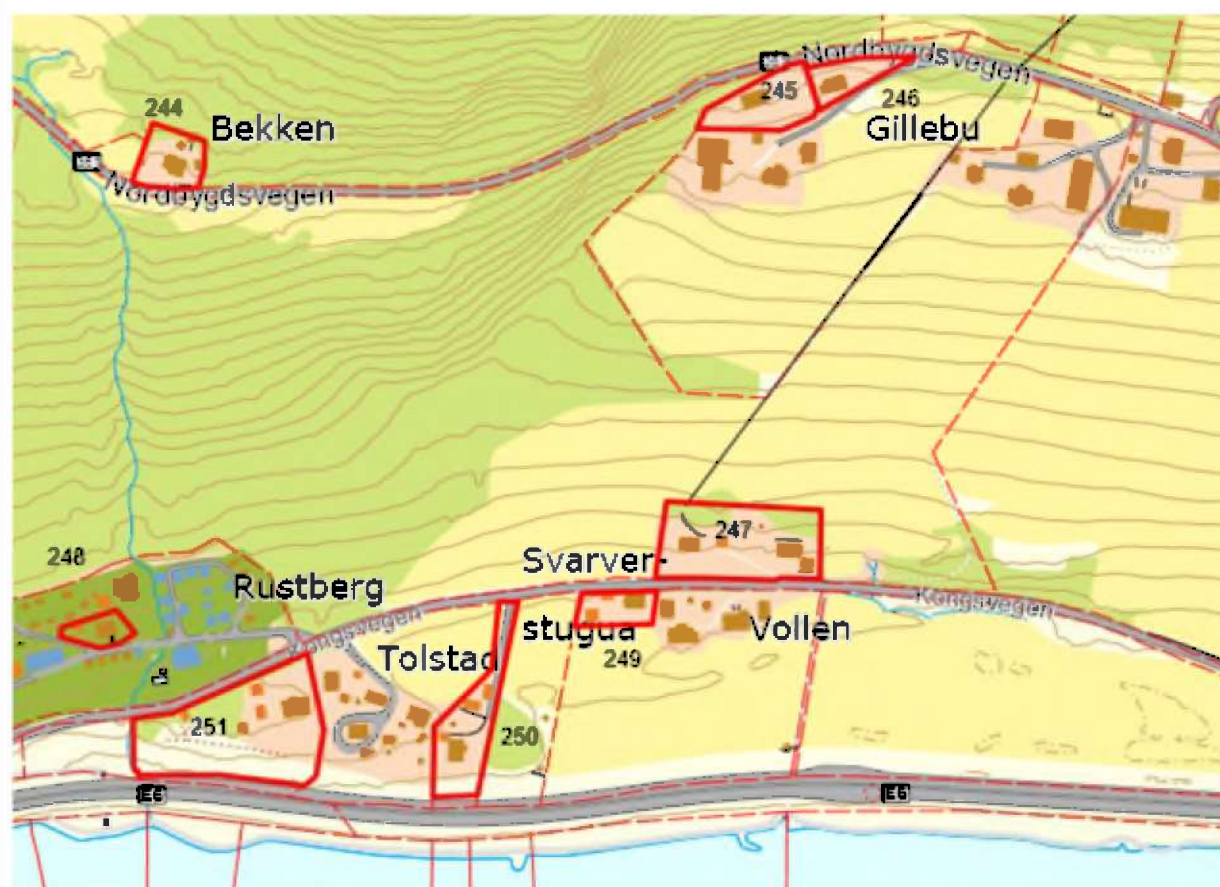 Nordbygdsvegen
244
245
246
Bekken
Gillebu
Nordbygdsvegen
247
248
Svarver-
Rustberg
Kongsvegen
Kongsvegen
stugua
Vollen
Tolstad
249
251
250
E6
E6